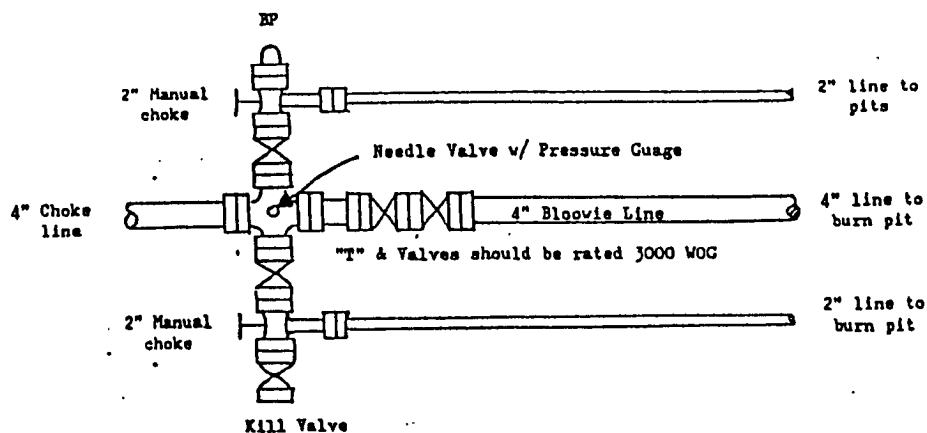 BP
2" Manual
choke
2" line to
pits
Needle Valve w/ Pressure Guage
4" Choke
line
4" Bloowie Line
4" line to
burn pit
"T" & Valves should be rated 3000 WOG
2" Manual
choke
2" line to
burn pit
Kill Valve